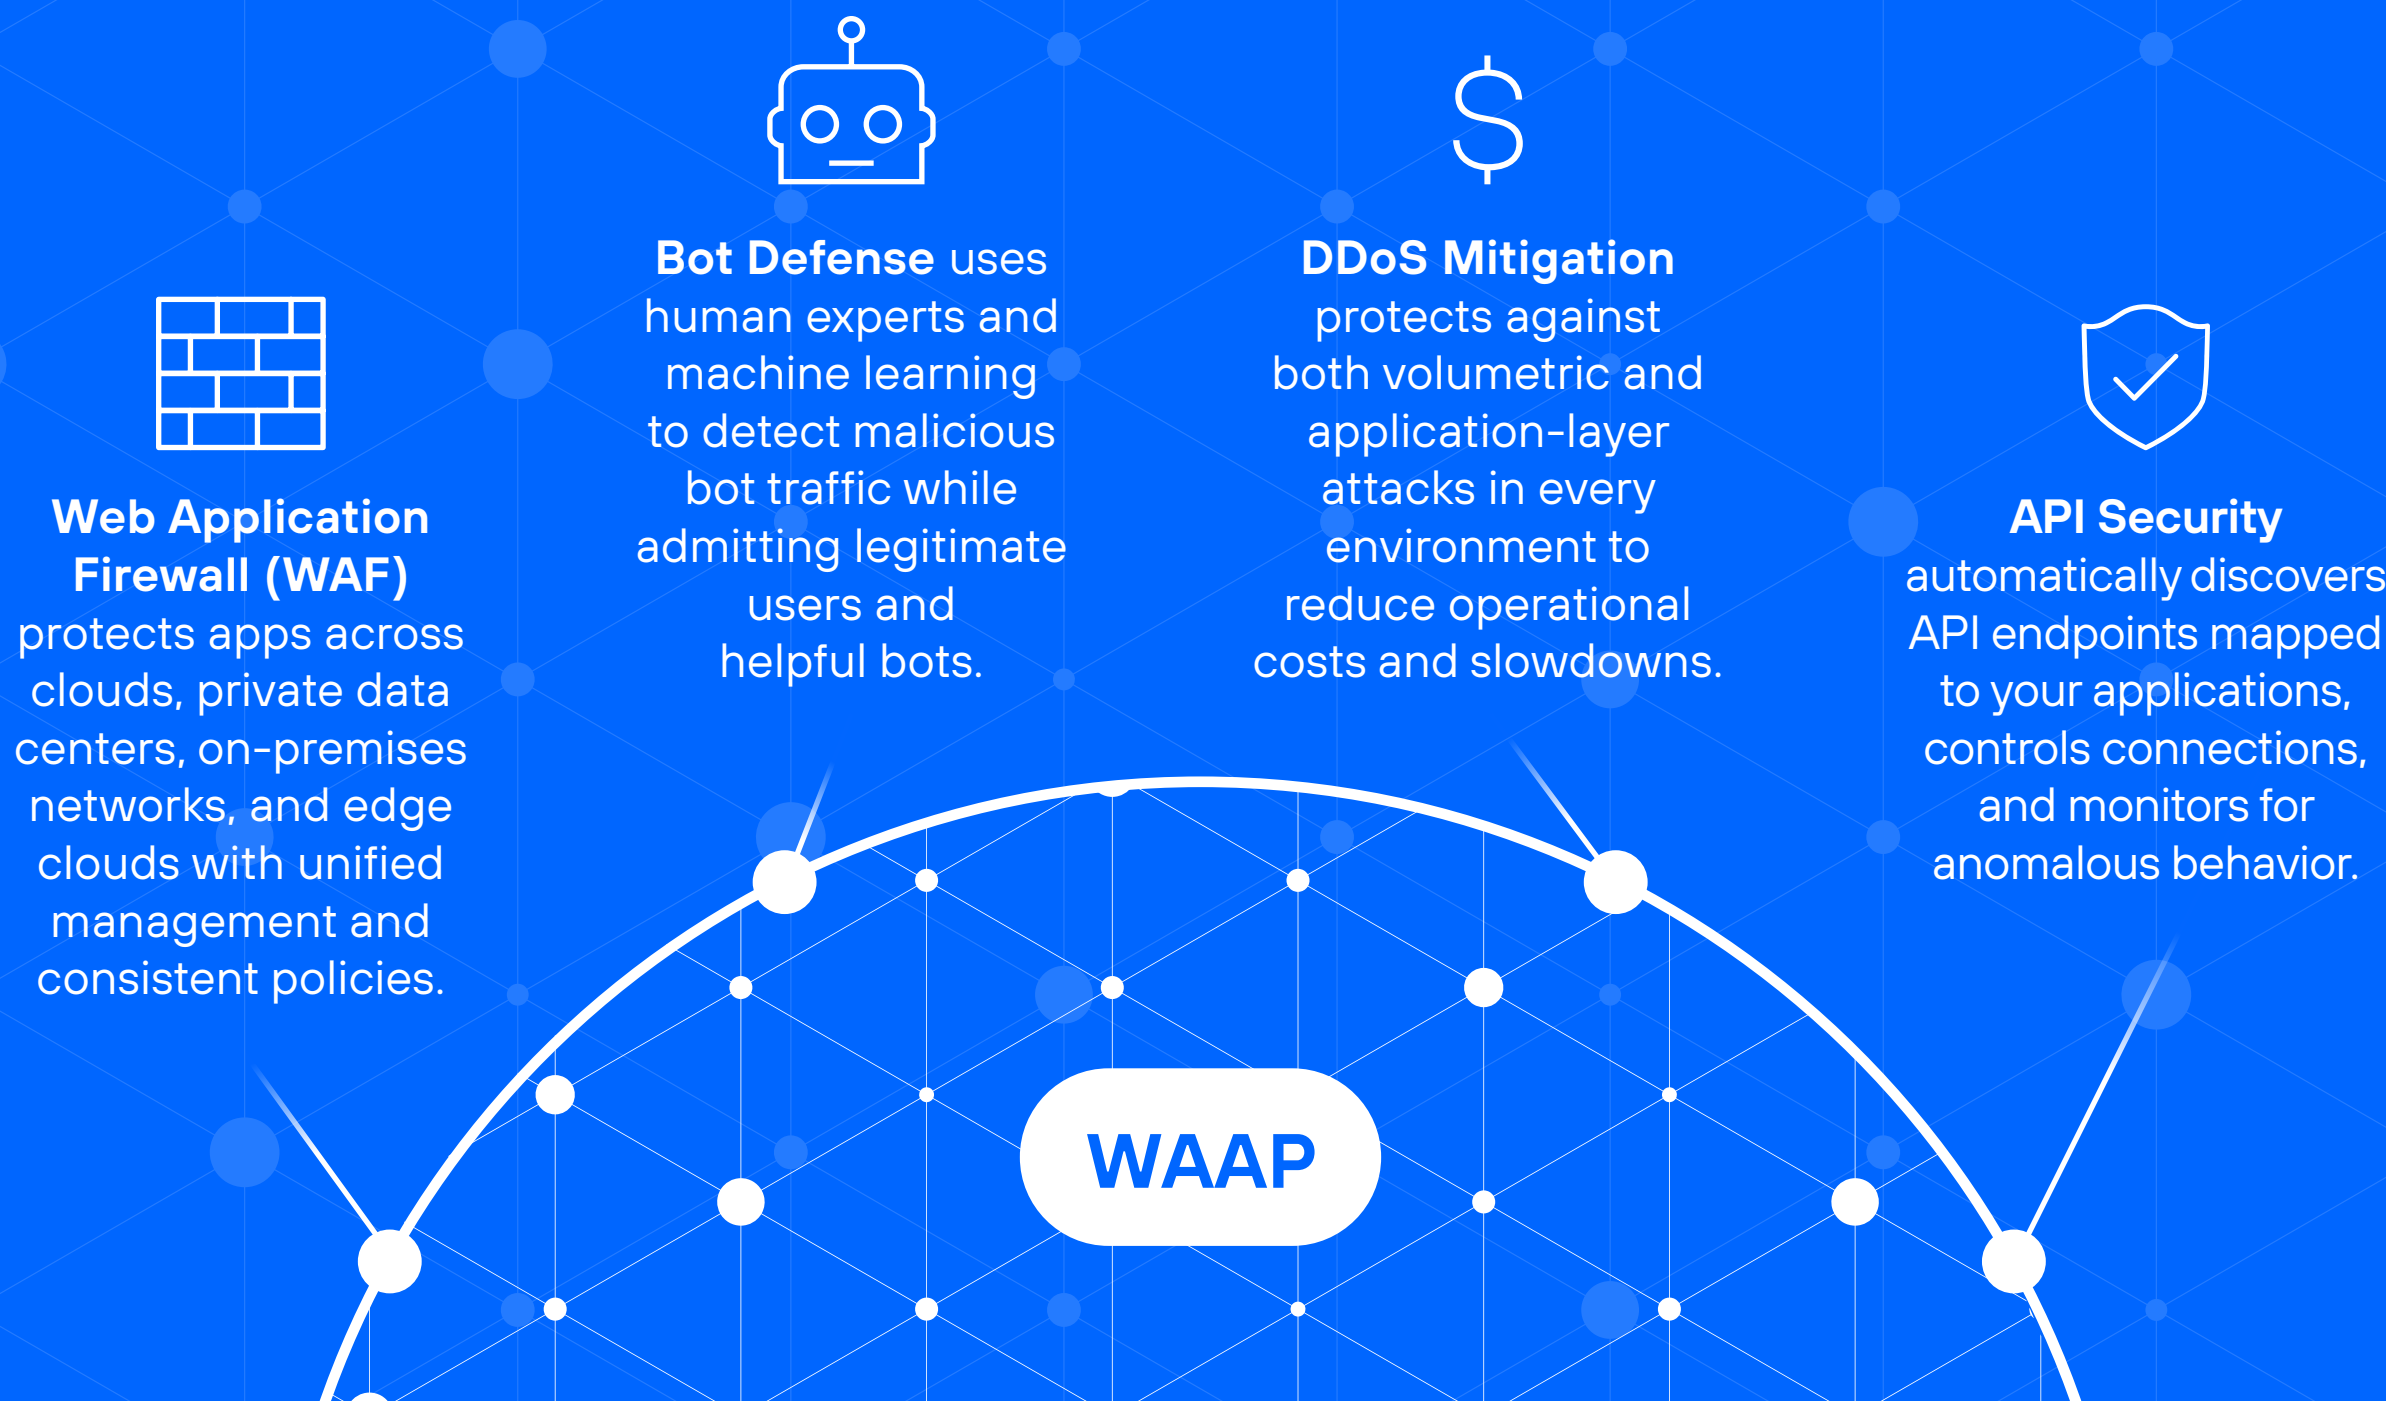 Web Application
Firewall (WAF)
protects apps across
clouds, private data
centers, on-premises
networks, and edge
clouds with unified
management and
consistent policies.
Bot Defense uses
human experts and
machine learning
to detect malicious
bot traffic while
admitting legitimate
users and
helpful bots.
DDoS Mitigation
protects against
both volumetric and
application-layer
attacks in every
environment to
reduce operational
costs and slowdowns.
API Security
automatically discovers
API endpoints mapped
to your applications,
controls connections,
and monitors for
anomalous behavior.
WAAP